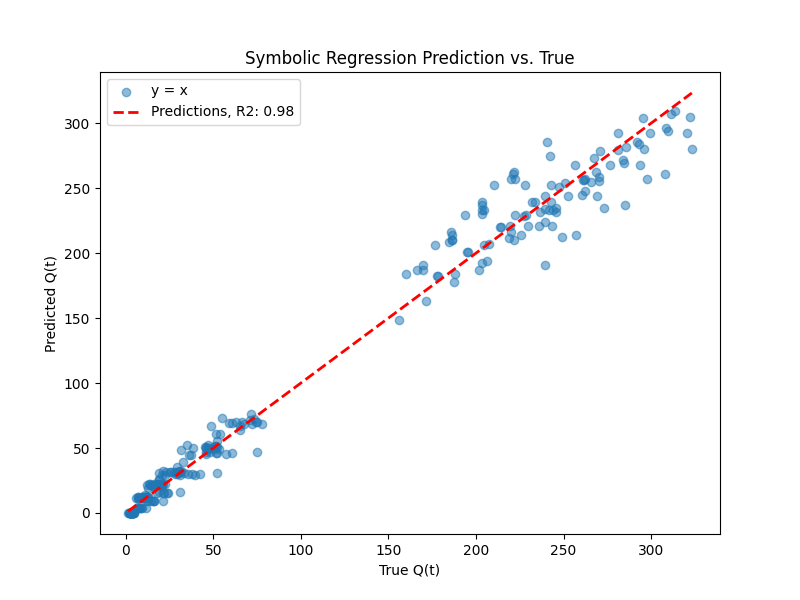 Symbolic Regression Prediction vs. True
y = x
Predictions, R2: 0.98
Predicted Q(t)
300
250
200
150
100
50
0
0 50 100 150 200 250 300
True Q(t)